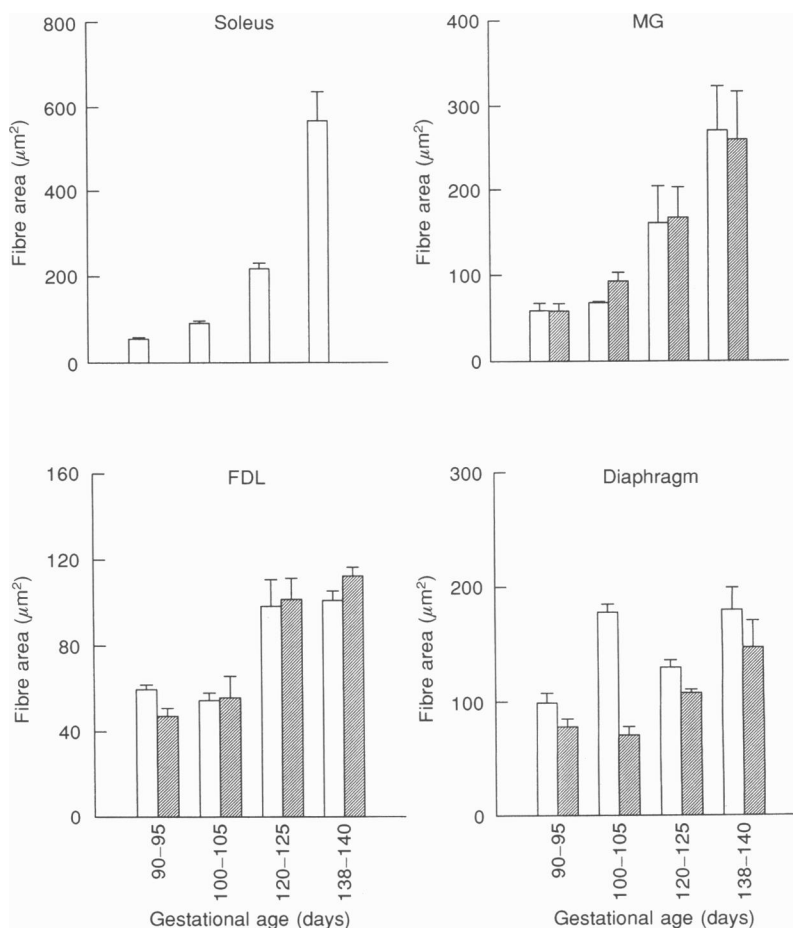 Soleus
800
600
400
200
0
Fibre area (μm²)
MG
400
300
200
100
0
Fibre area (μm²)
FDL
160
120
80
40
0
Fibre area (μm²)
90–95
100–105
120–125
138–140
Gestational age (days)
Diaphragm
300
200
100
0
Fibre area (μm²)
90–95
100–105
120–125
138–140
Gestational age (days)